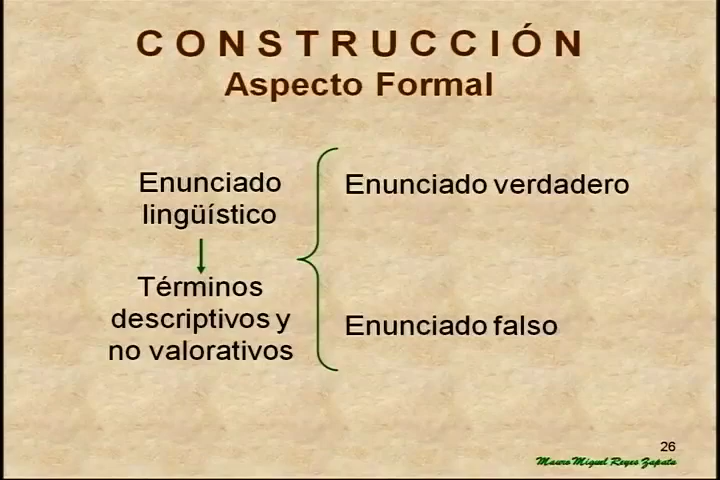 CONSTRUCCIÓN
Aspecto Formal
Enunciado
lingüístico
Términos
descriptivos y
no valorativos
Enunciado verdadero
Enunciado falso
26
Mauro Miguel Reyes Zapata